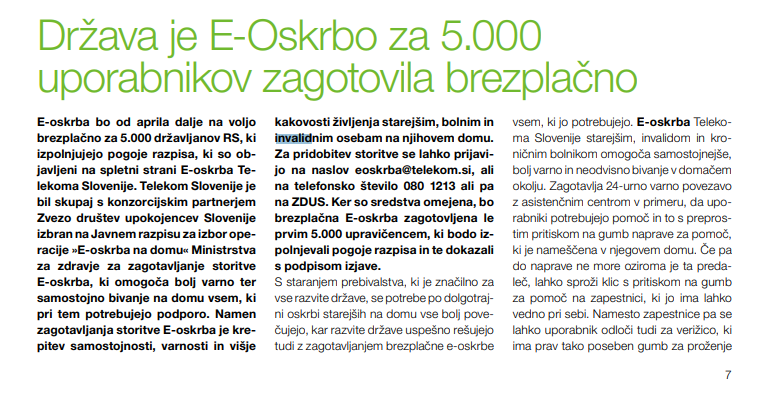 Država je E-Oskrbo za 5.000
uporabnikov zagotovila brezplačno
E-oskrba bo od aprila dalje na voljo
brezplačno za 5.000 državljanov RS, ki
izpolnjujejo pogoje razpisa, ki so ob-
javljeni na spletni strani E-oskrba Te-
lekoma Slovenije. Telekom Slovenije je
bil skupaj s konzorcijskim partnerjem
Zvezo društev upokojencev Slovenije
izbran na Javnem razpisu za izbor ope-
racije »E-oskrba na domu« Ministrstva
za zdravje za zagotavljanje storitve
E-oskrba, ki omogoča bolj varno ter
samostojno bivanje na domu vsem, ki
pri tem potrebujejo podporo. Namen
zagotavljanja storitve E-oskrba je kre-
pitev samostojnosti, varnosti in višje
kakovosti življenja starejšim, bolnim in
invalidnim osebam na njihovem domu.
Za pridobitev storitve se lahko prijavi-
jo na naslov eoskrba@telekom.si, ali
na telefonsko število 080 1213 ali pa
na ZDUS. Ker so sredstva omejena, bo
brezplačna E-oskrba zagotovljena le
prvim 5.000 upravičencem, ki bodo iz-
polnjevali pogoje razpisa in te dokazali
s podpisom izjave.
S staranjem prebivalstva, ki je značilno za
vse razvite države, se potrebe po dolgotraj-
ni oskrbi starejših na domu vse bolj pove-
čujejo, kar razvite države uspešno rešujejo
tudi z zagotavljanjem brezplačne e-oskrbe
vsem, ki jo potrebujejo. E-oskrba Teleko-
ma Slovenije starejšim, invalidom in kro-
ničnim bolnikom omogoča samostojnejše,
bolj varno in neodvisno bivanje v domačem
okolju. Zagotavlja 24-urno varno povezavo
z asistenčnim centrom v primeru, da upo-
rabniki potrebujejo pomoč in to s prepros-
tim pritiskom na gumb naprave za pomoč,
ki je nameščena v njegovem domu. Če pa
do naprave ne more oziroma je ta preda-
leč, lahko sproži klic s pritiskom na gumb
za pomoč na zapestnici, ki jo ima lahko
vedno pri sebi. Namesto zapestnice pa se
lahko uporabnik odloči tudi za verižico, ki
ima prav tako poseben gumb za proženje
7